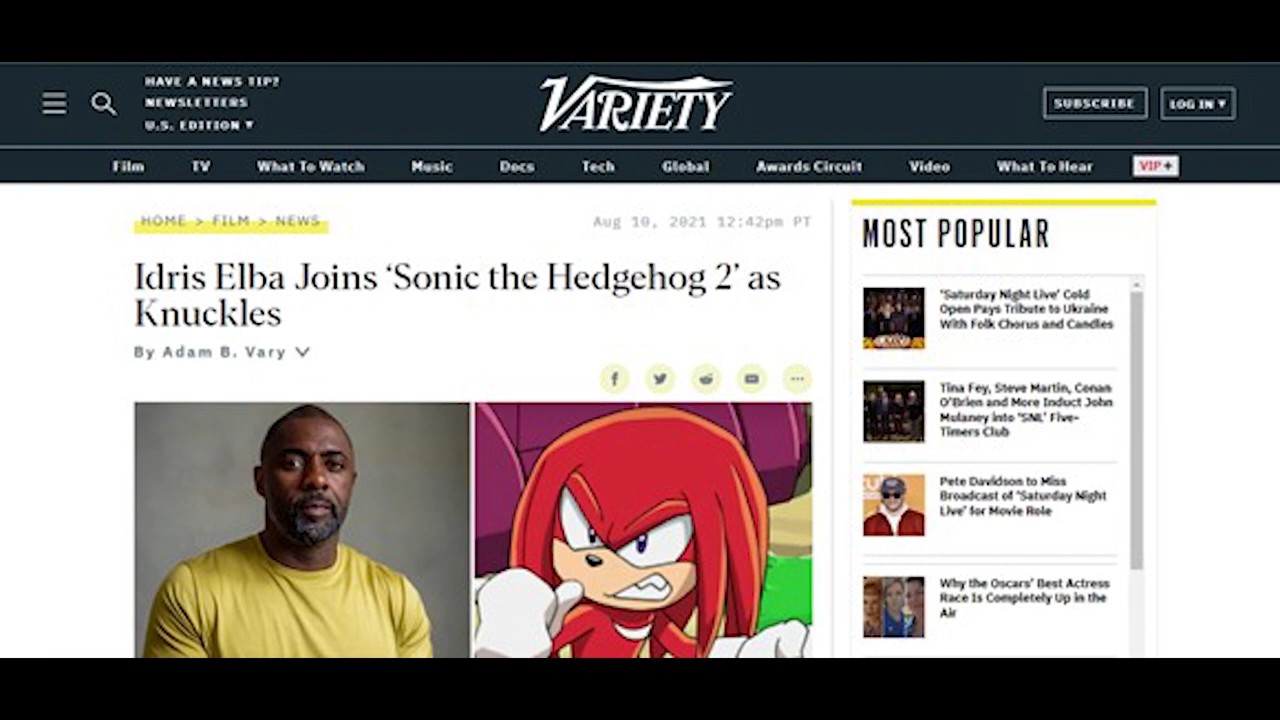 HAVE A NEWS TIP?
NEWSLETTERS
U.S. EDITION
VARIETY
SUBSCRIBE
LOG IN
Film
TV
What To Watch
Music
Docs
Tech
Global
Awards Circuit
Video
What To Hear
VIP+
HOME > FILM > NEWS
Aug 10, 2021 12:42pm PT
Idris Elba Joins ‘Sonic the Hedgehog 2’ as
Knuckles
By Adam B. Vary
MOST POPULAR
‘Saturday Night Live’ Cold
Open Pays Tribute to Ukraine
With Folk Chorus and Candles
Tina Fey, Steve Martin, Conan
O’Brien and More Induct John
Mulaney into ‘SNL’ Five-
Timers Club
Pete Davidson to Miss
Broadcast of ‘Saturday Night
Live’ for Movie Role
Why the Oscars’ Best Actress
Race Is Completely Up in the
Air